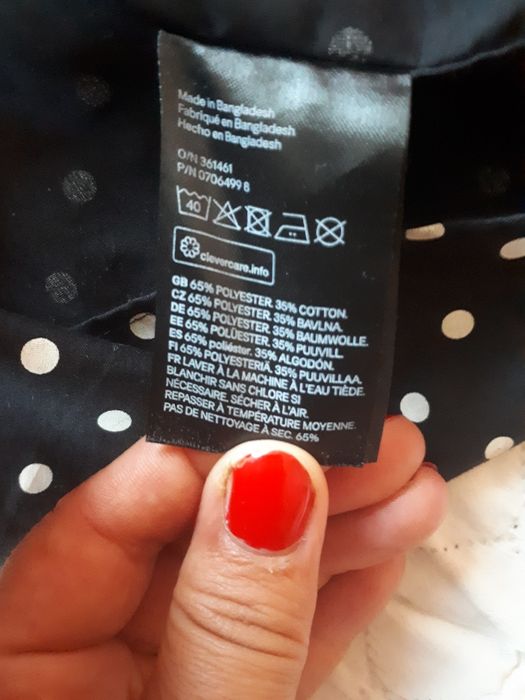 Made in Bangladesh
Fabriqué en Bangladesh
Hecho en Bangladesh
O/N 361461
P/N 0706499 8
40
clevercare.info
GB 65% POLYESTER. 35% COTTON.
CZ 65% POLYESTER. 35% BAVLNA.
DE 65% POLYESTER. 35% BAUMWOLLE.
EE 65% POLÜESTER. 35% PUUVILL.
ES 65% poliéster. 35% ALGODÓN.
FI 65% POLYESTERIÄ. 35% PUUVILLAA.
FR LAVER À LA MACHINE À L'EAU TIÈDE.
BLANCHIR SANS CHLORE SI
NÉCESSAIRE. SÉCHER À L'AIR.
REPASSER À TEMPÉRATURE MOYENNE.
PAS DE NETTOYAGE À SEC. 65%